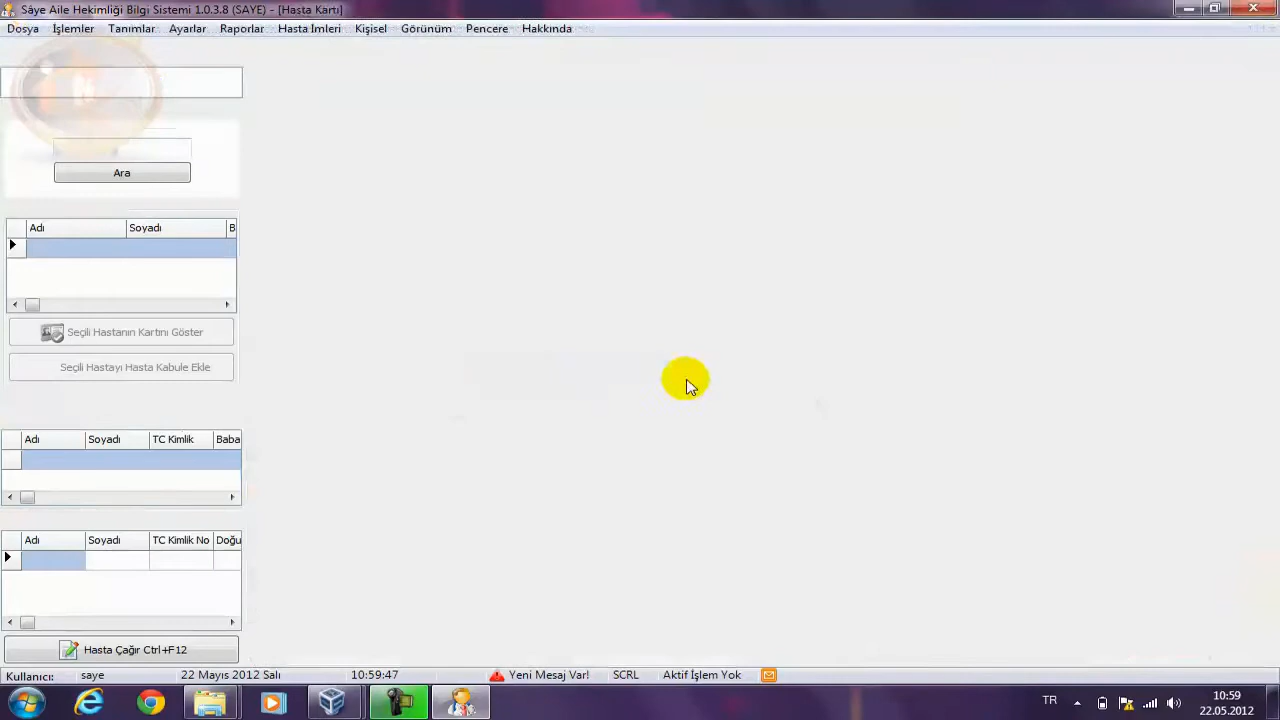 Sâye Aile Hekimliği Bilgi Sistemi 1.0.3.8 (SAYE) - [Hasta Kartı]
Dosya İşlemler Tanımlar Ayarlar Raporlar Hasta İmleri Kişisel Görünüm Pencere Hakkında
Ara
Adı Soyadı B
Seçili Hastanın Kartını Göster
Seçili Hastayı Hasta Kabule Ekle
Adı Soyadı TC Kimlik Baba
Adı Soyadı TC Kimlik No Doğu
Hasta Çağır Ctrl+F12
Kullanıcı: saye 22 Mayıs 2012 Salı 10:59:47 Yeni Mesaj Var! SCRL Aktif İşlem Yok
TR 10:59
22.05.2012